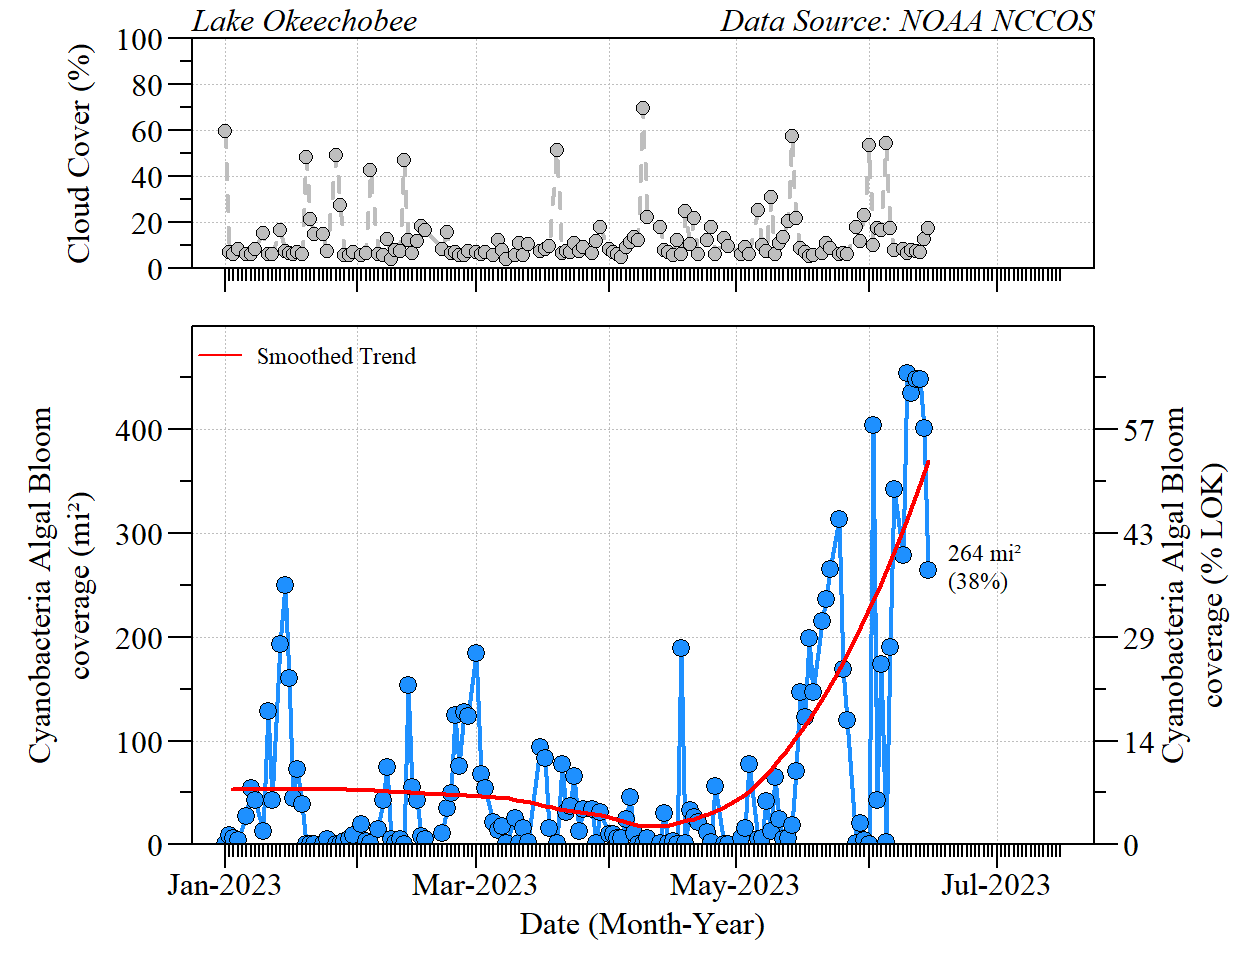 Lake Okeechobee
Data Source: NOAA NCCOS
Cloud Cover (%)
100
80
60
40
20
0
Smoothed Trend
Cyanobacteria Algal Bloom
coverage (mi²)
400
300
200
100
0
57
43
29
14
0
Cyanobacteria Algal Bloom
coverage (% LOK)
264 mi²
(38%)
Jan-2023
Mar-2023
May-2023
Jul-2023
Date (Month-Year)